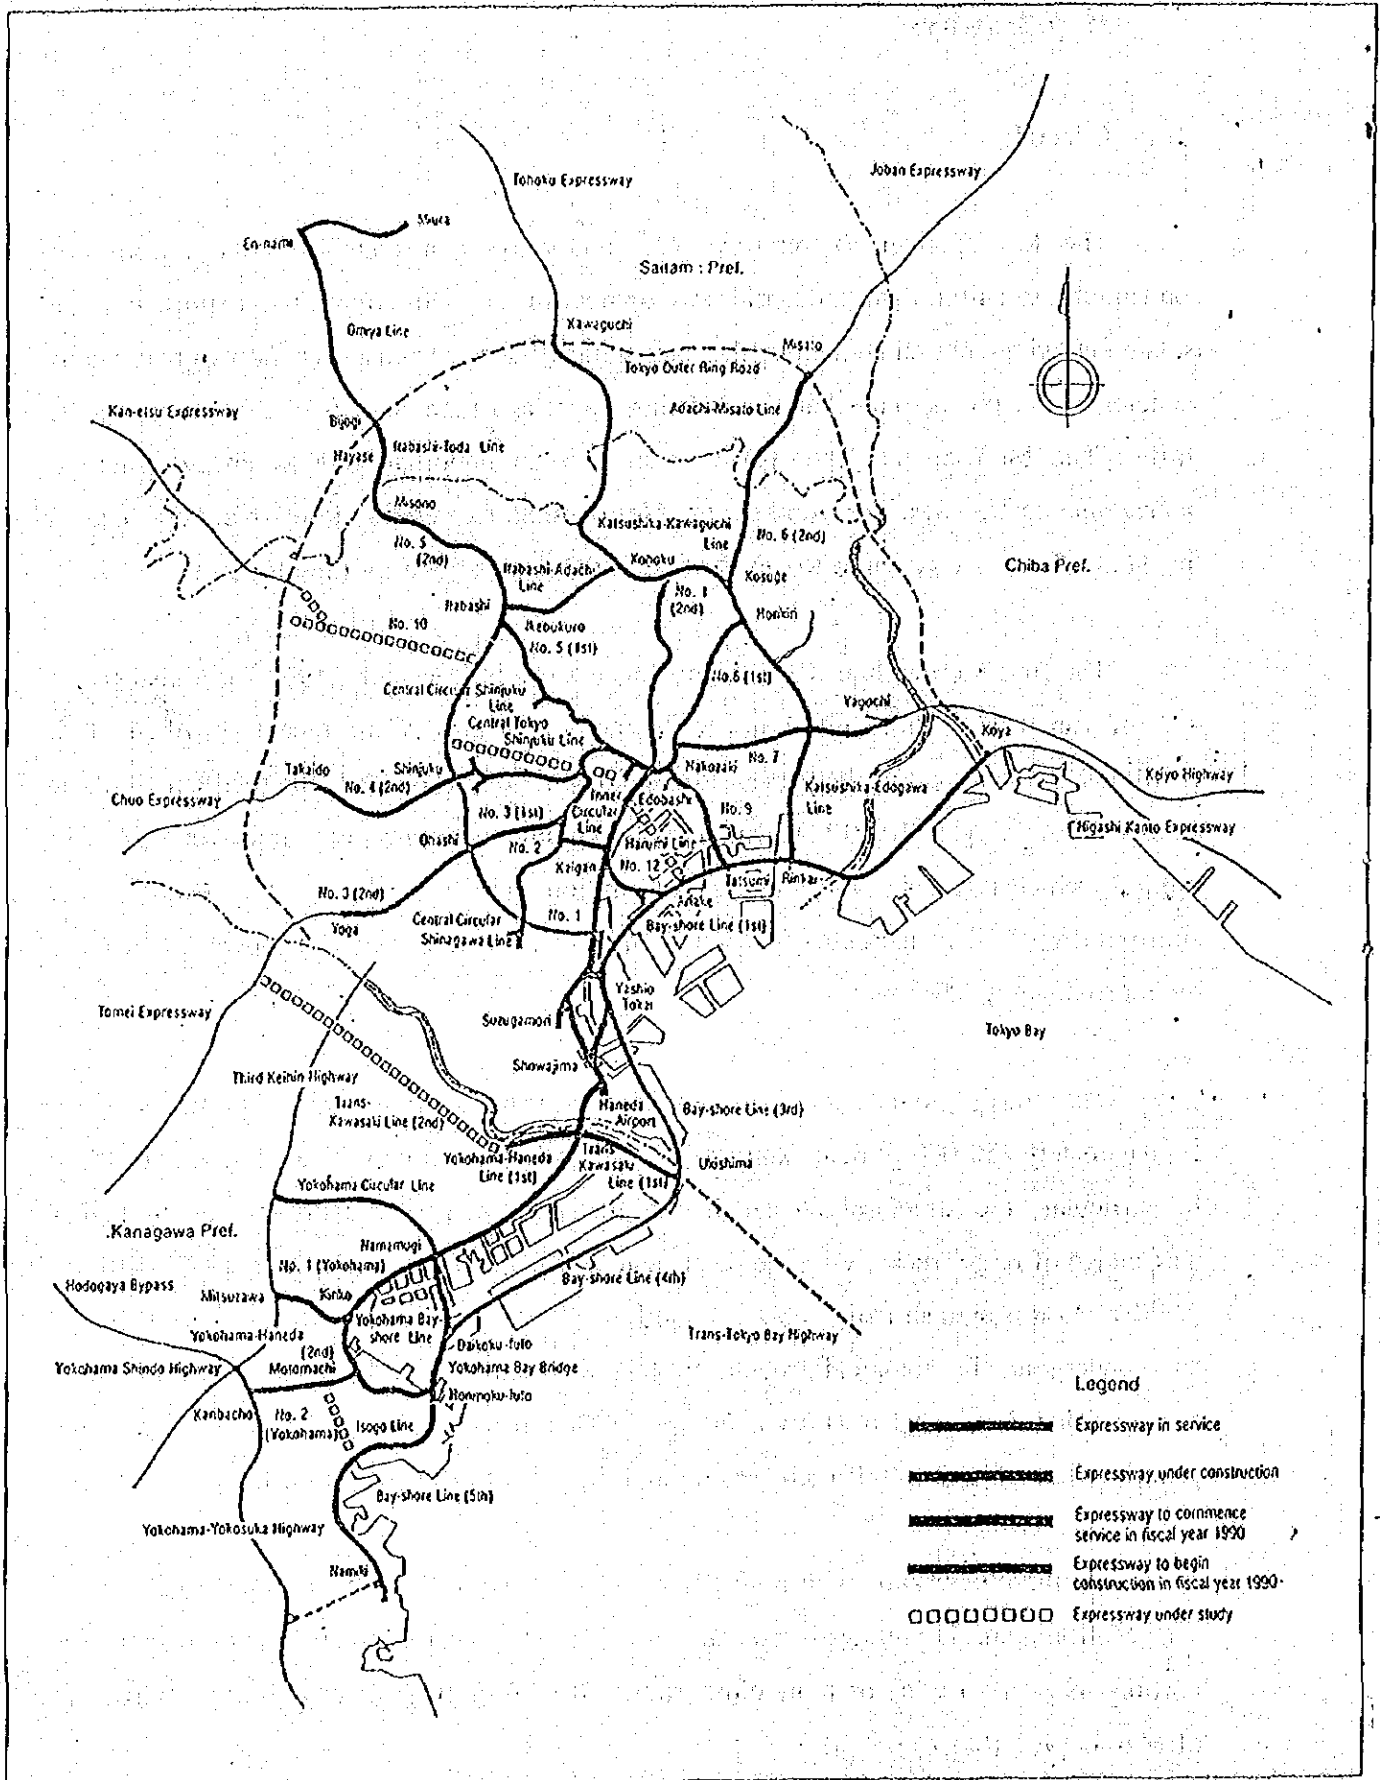 Tohoku Expressway
Joban Expressway
En-nami
Saitam : Pref.
Omiya Line
Kawaguchi
Misato
Tokyo Outer Ring Road
Kan-etsu Expressway
Adachi-Misato Line
Bijogi
Hayase
Itabashi-Toda Line
Misono
Katsushika-Kawaguchi
Line
No. 6 (2nd)
No. 5
(2nd)
Itabashi-Adachi
Line
Kohoku
Kosuge
Chiba Pref.
Itabashi
No. 1
(2nd)
Horikiri
No. 10
Ikebukuro
No. 5 (1st)
No.6 (1st)
Central Circular Shinjuku
Line
Yagochi
Central Tokyo
Shinjuku Line
Koya
Takaido
Shinjuku
Hakozaki
No. 7
Keiyo Highway
No. 4 (2nd)
Chuo Expressway
Inner
Circular
Line
Edobashi
Katsushika-Edogawa
Line
No. 3 (1st)
No. 9
Higashi Kanto Expressway
Ohashi
No. 2
Harumi Line
Kaigan
No. 12
Tatsumi
Rinkai
No. 3 (2nd)
Ariake
Yoga
Central Circular
Shinagawa Line
No. 1
Bay-shore Line (1st)
Yashio
Tokai
Tomei Expressway
Suzugamori
Tokyo Bay
Showajima
Third Keihin Highway
Trans-
Kawasaki Line (2nd)
Haneda
Airport
Bay-shore Line (3rd)
Yokohama-Haneda
Line (1st)
Trans
Kawasaki
Line (1st)
Ukishima
Yokohama Circular Line
Kanagawa Pref.
Namamugi
No. 1 (Yokohama)
Hodogaya Bypass
Mitsuzawa
Kinko
Bay-shore Line (4th)
Yokohama Bay-
shore Line
Yokohama-Haneda
(2nd)
Daikoku-futo
Trans-Tokyo Bay Highway
Yokohama Shindo Highway
Motomachi
Yokohama Bay Bridge
Honmoku-futo
Karibacho
No. 2
(Yokohama)
Isogo Line
Bay-shore Line (5th)
Yokohama-Yokosuka Highway
Namiki
Legend
Expressway in service
Expressway under construction
Expressway to commence
service in fiscal year 1990
Expressway to begin
construction in fiscal year 1990
Expressway under study